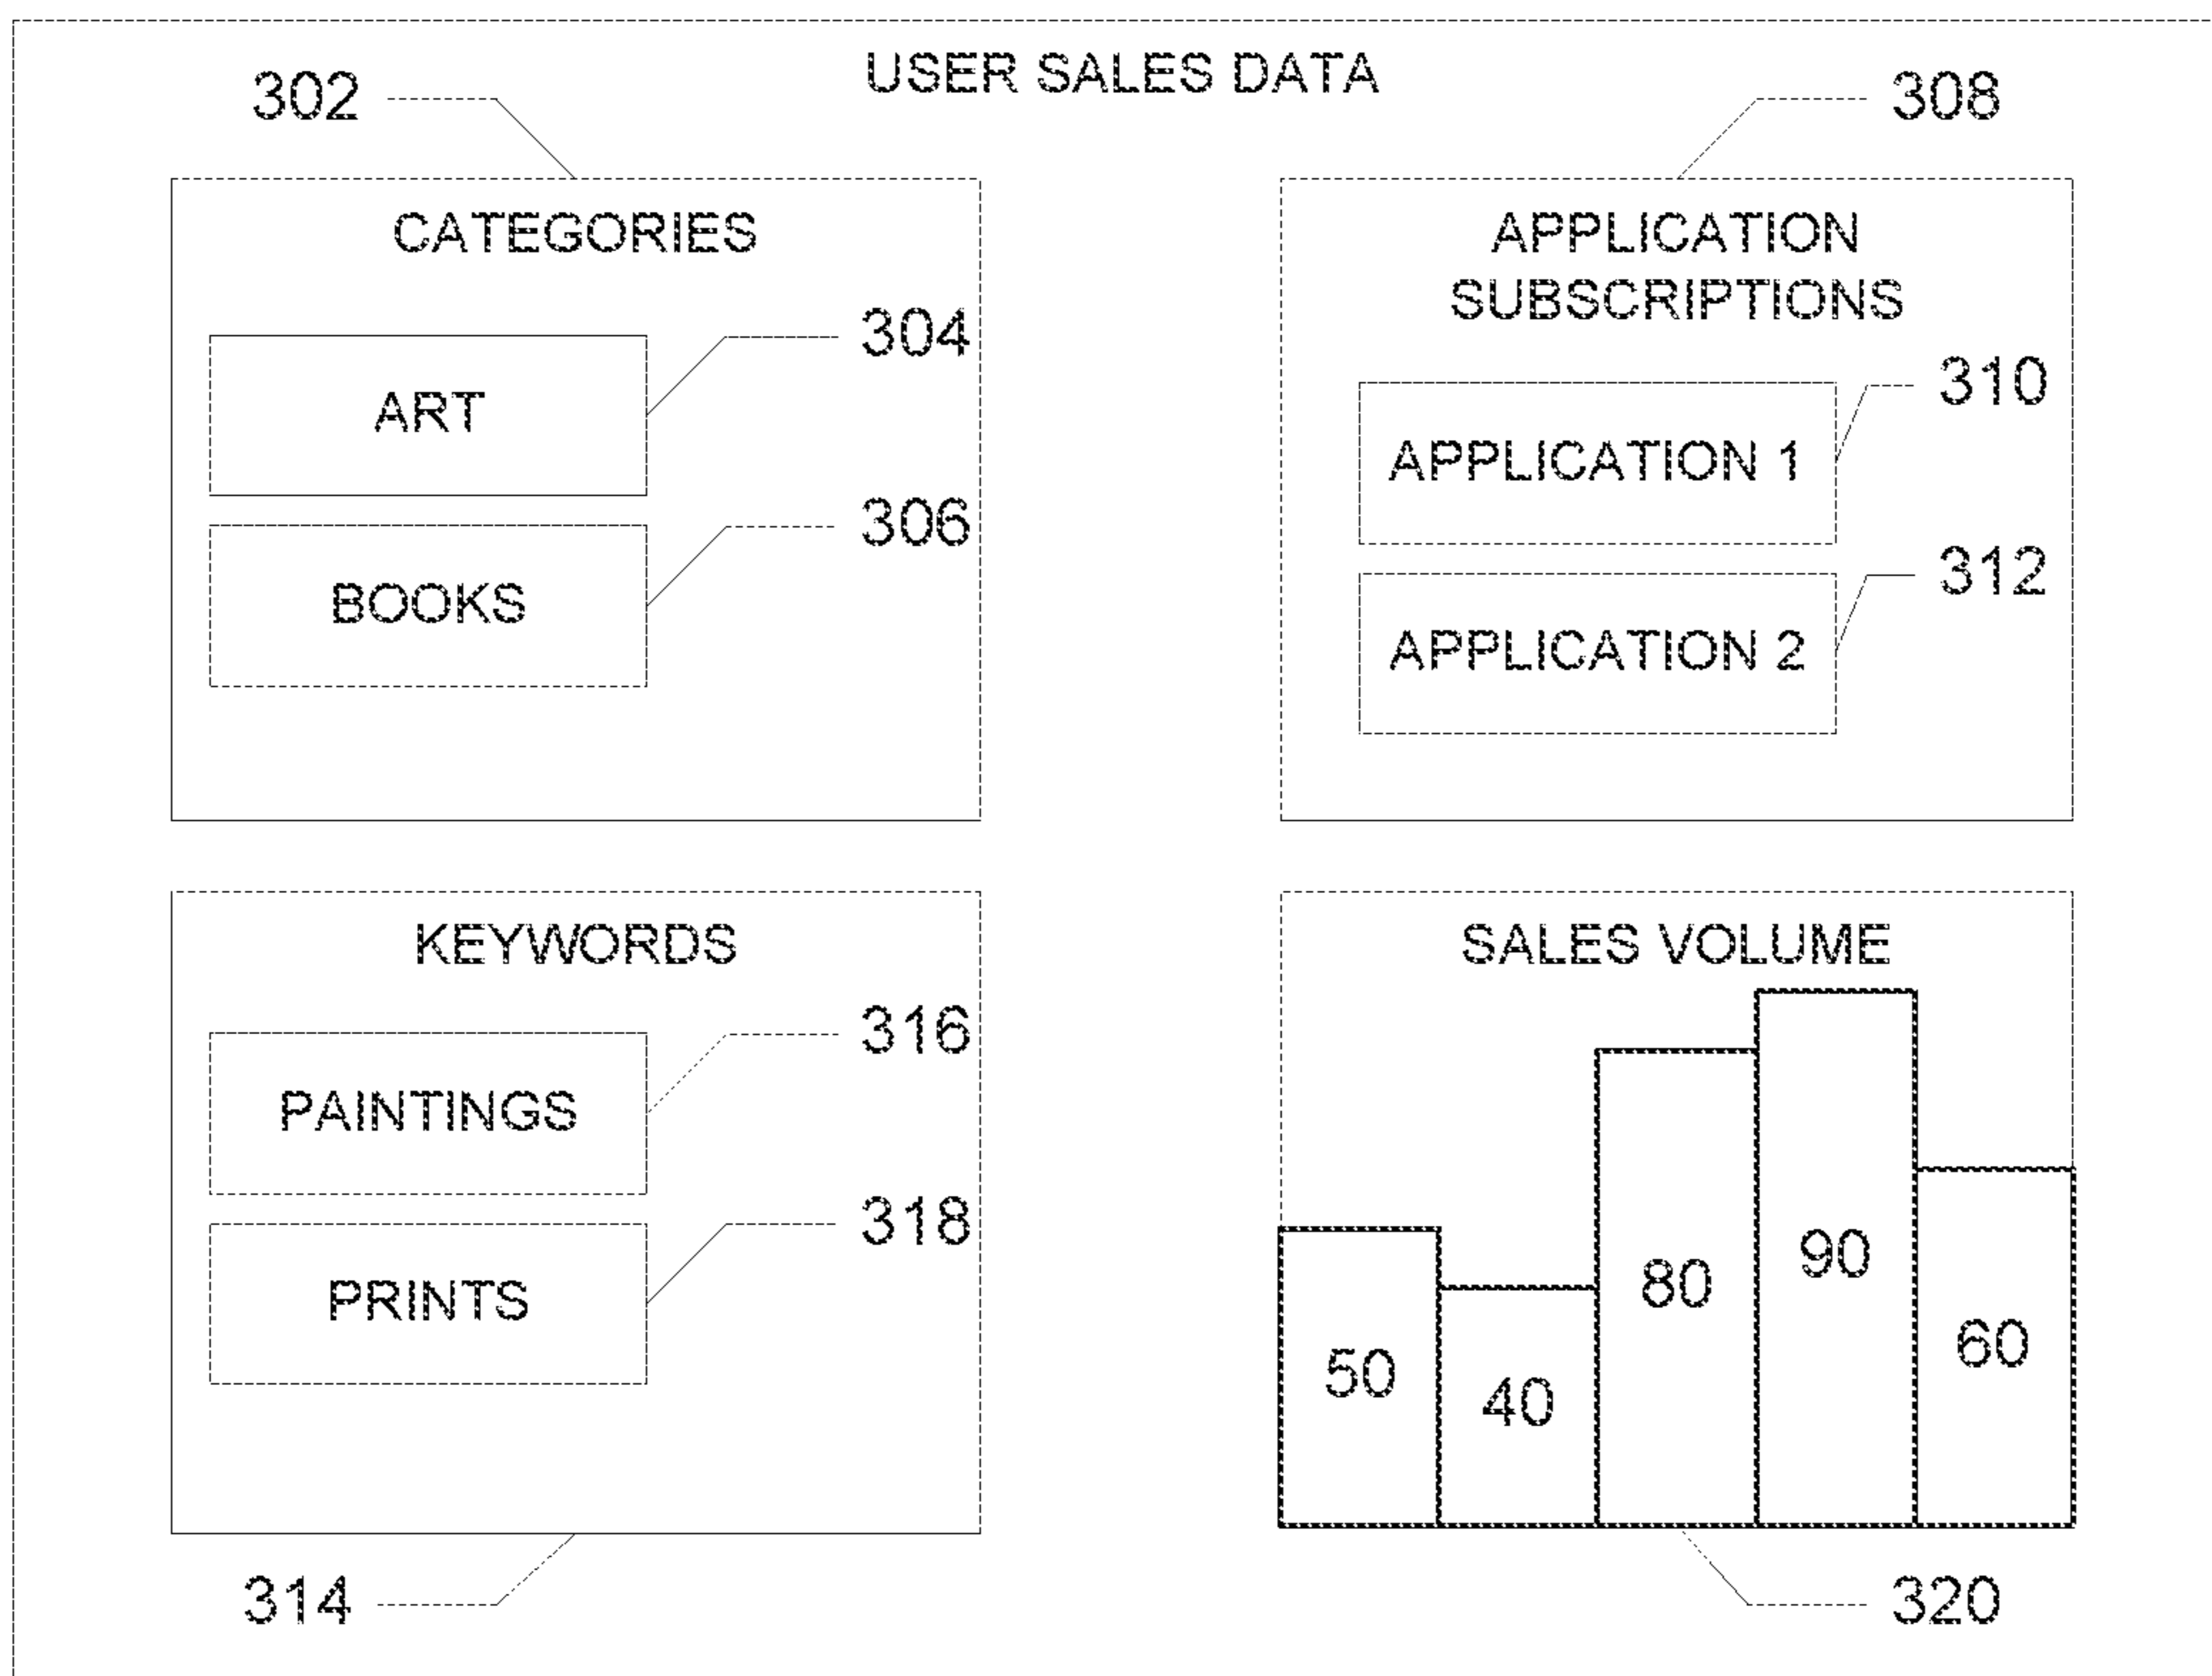 USER SALES DATA
302
308
CATEGORIES
304
ART
306
BOOKS
APPLICATION
SUBSCRIPTIONS
310
APPLICATION 1
312
APPLICATION 2
KEYWORDS
316
PAINTINGS
318
PRINTS
314
SALES VOLUME
50
40
80
90
60
320